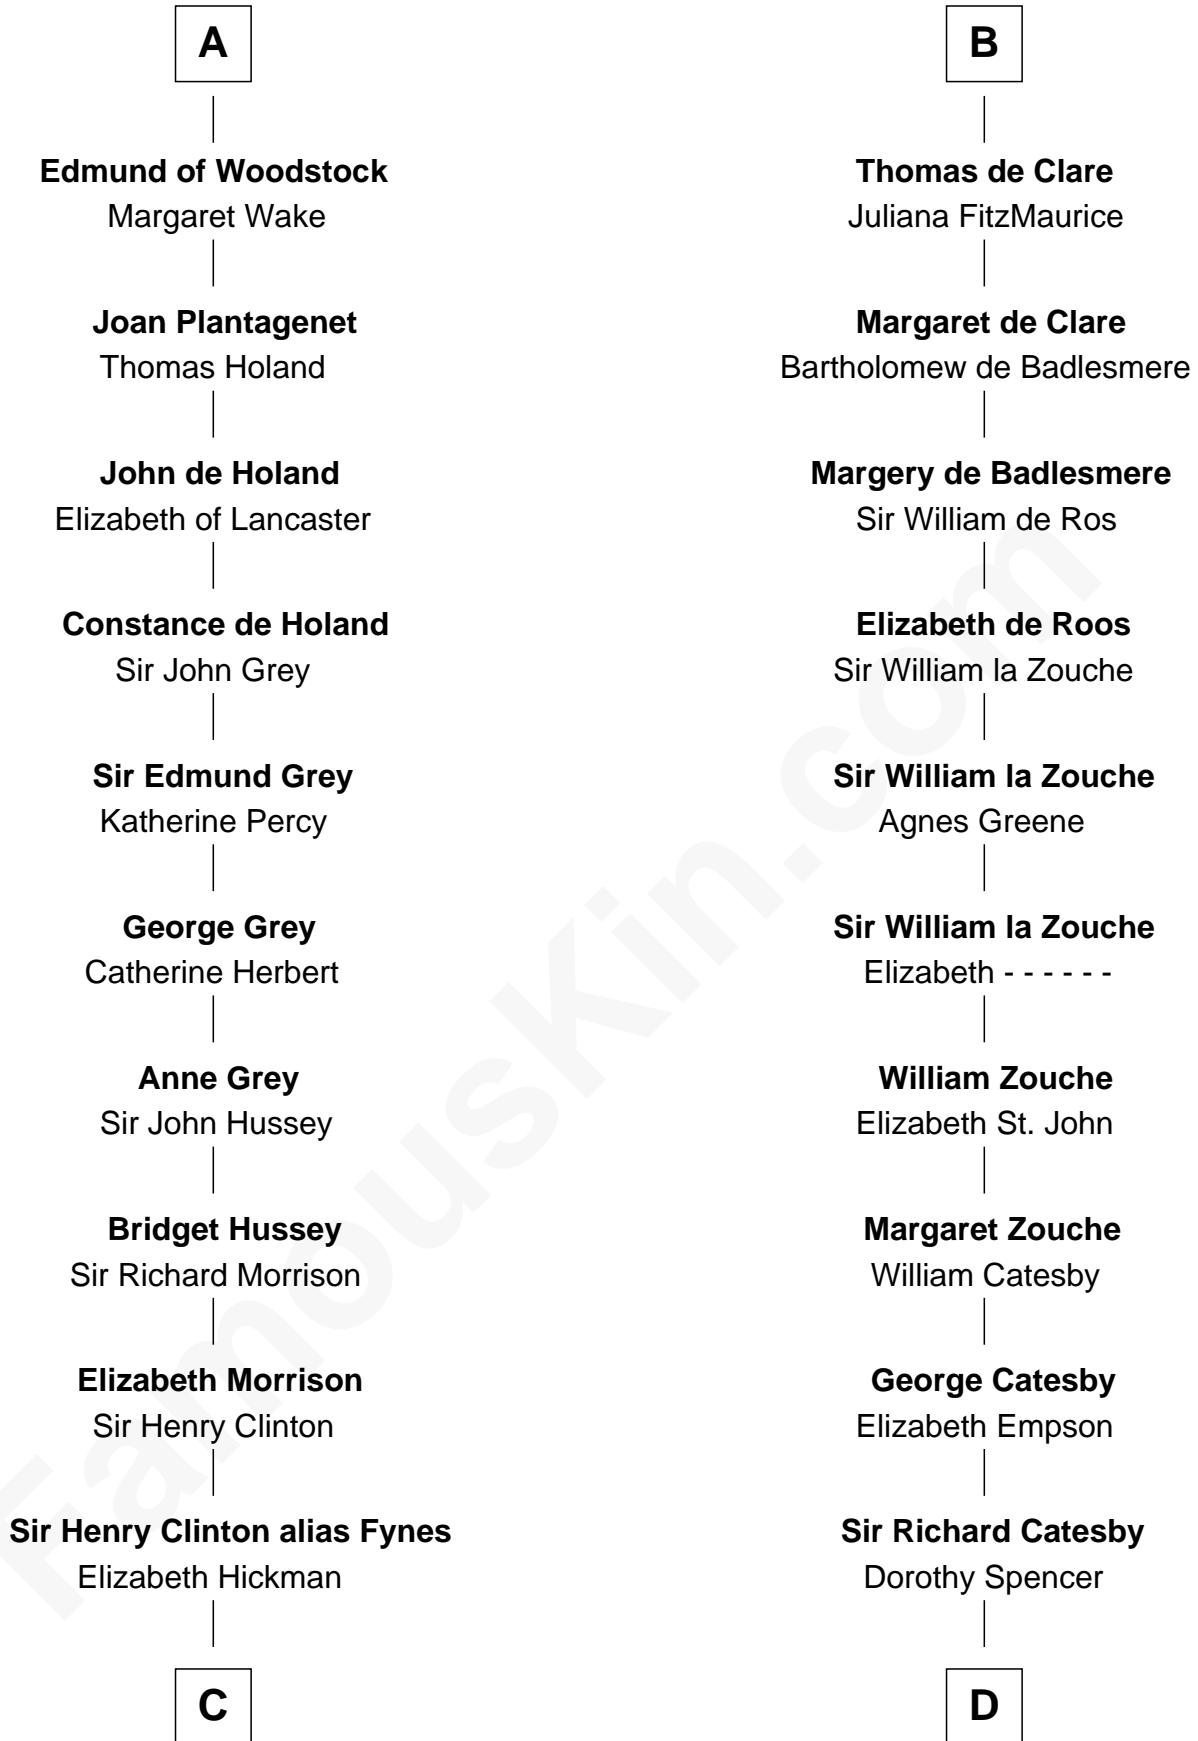 A
Edmund of Woodstock
Margaret Wake
Joan Plantagenet
Thomas Holand
John de Holand
Elizabeth of Lancaster
Constance de Holand
Sir John Grey
Sir Edmund Grey
Katherine Percy
George Grey
Catherine Herbert
Anne Grey
Sir John Hussey
Bridget Hussey
Sir Richard Morrison
Elizabeth Morrison
Sir Henry Clinton
Sir Henry Clinton alias Fynes
Elizabeth Hickman
C
B
Thomas de Clare
Juliana FitzMaurice
Margaret de Clare
Bartholomew de Badlesmere
Margery de Badlesmere
Sir William de Ros
Elizabeth de Roos
Sir William la Zouche
Sir William la Zouche
Agnes Greene
Sir William la Zouche
Elizabeth - - - - - -
William Zouche
Elizabeth St. John
Margaret Zouche
William Catesby
George Catesby
Elizabeth Empson
Sir Richard Catesby
Dorothy Spencer
D
FamousKin.com